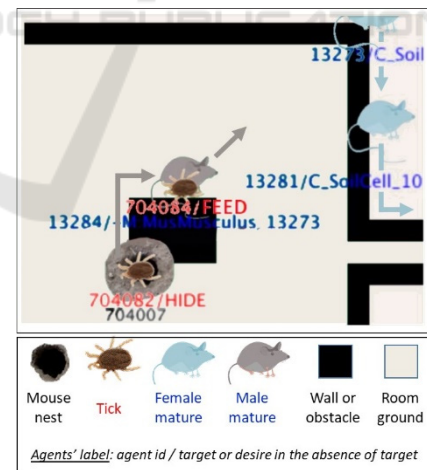 13273/C_Soil
13281/C_SoilCell_10
704084/FEED
13284/-M MusMusculus, 13273
704082/HIDE
704007
Mouse nest
Tick
Female mature
Male mature
Wall or obstacle
Room ground
Agents' label: agent id / target or desire in the absence of target